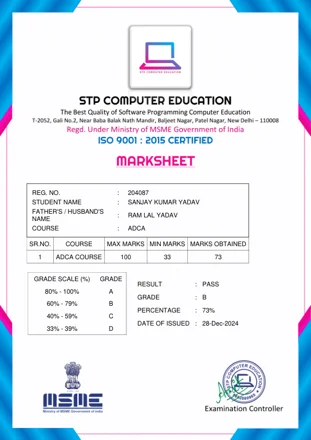 STP COMPUTER EDUCATION
STP COMPUTER EDUCATION
The Best Quality of Software Programming Computer Education
T-2052, Gali No.2, Near Baba Balak Nath Mandir, Baljeet Nagar, Patel Nagar, New Delhi – 110008
Regd. Under Ministry of MSME Government of India
ISO 9001 : 2015 CERTIFIED
MARKSHEET
REG. NO. : 204087
STUDENT NAME : SANJAY KUMAR YADAV
FATHER'S / HUSBAND'S NAME : RAM LAL YADAV
COURSE : ADCA
SR.NO. COURSE MAX MARKS MIN MARKS MARKS OBTAINED
1 ADCA COURSE 100 33 73
GRADE SCALE (%) GRADE
80% - 100% A
60% - 79% B
40% - 59% C
33% - 39% D
RESULT : PASS
GRADE : B
PERCENTAGE : 73%
DATE OF ISSUED : 28-Dec-2024
MSME
Ministry of MSME Government of India
STP COMPUTER EDUCATION
Examination Controller